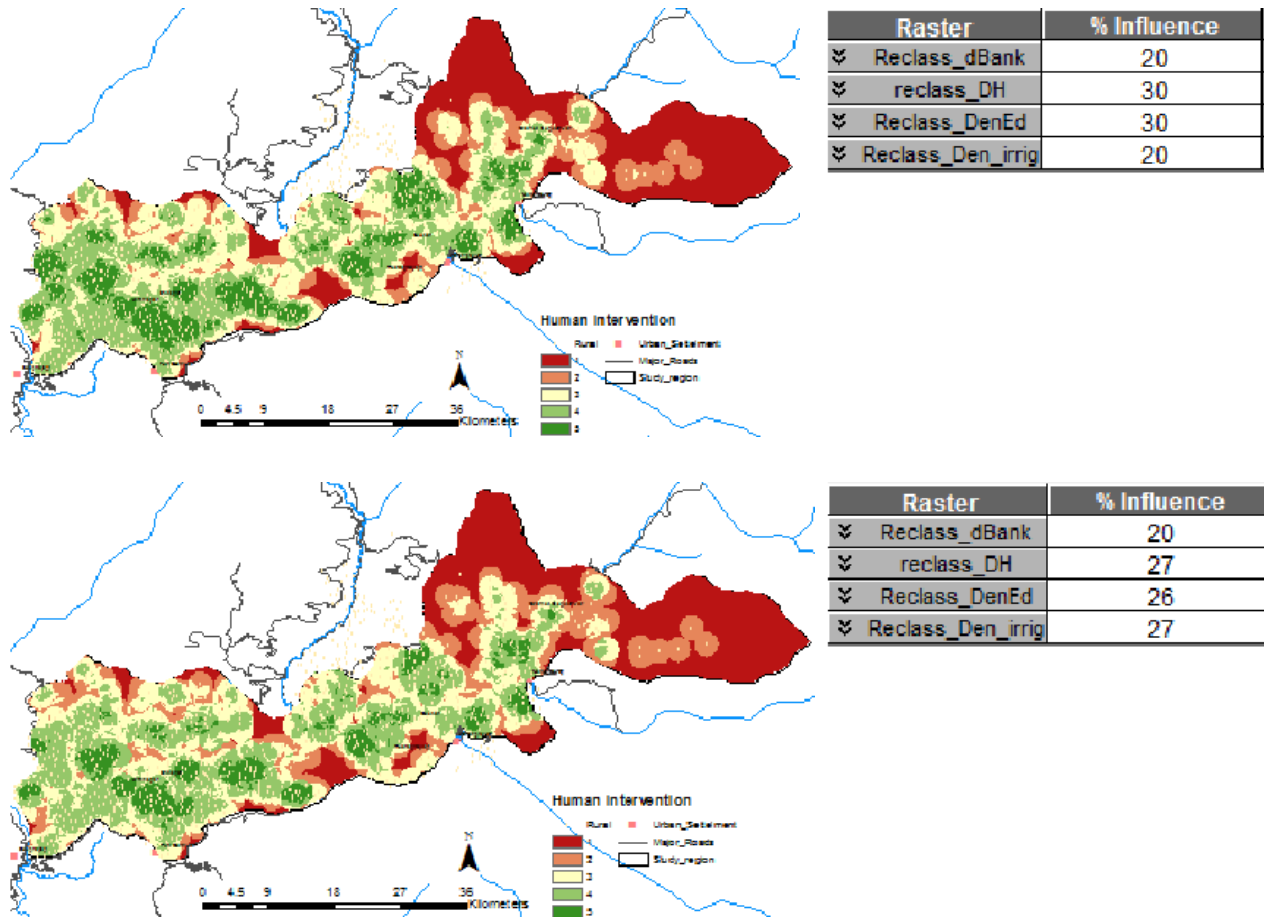 Raster % Influence
Reclass_dBank 20
reclass_DH 30
Reclass_DenEd 30
Reclass_Den_irrig 20
Human Intervention
Rural Urban_Settelment
1 Major_Roads
2 Study_region
3
4
5
N
0 4.5 9 18 27 36
Kilometers
Raster % Influence
Reclass_dBank 20
reclass_DH 27
Reclass_DenEd 26
Reclass_Den_irrig 27
Human Intervention
Rural Urban_Settelment
1 Major_Roads
2 Study_region
3
4
5
N
0 4.5 9 18 27 36
Kilometers